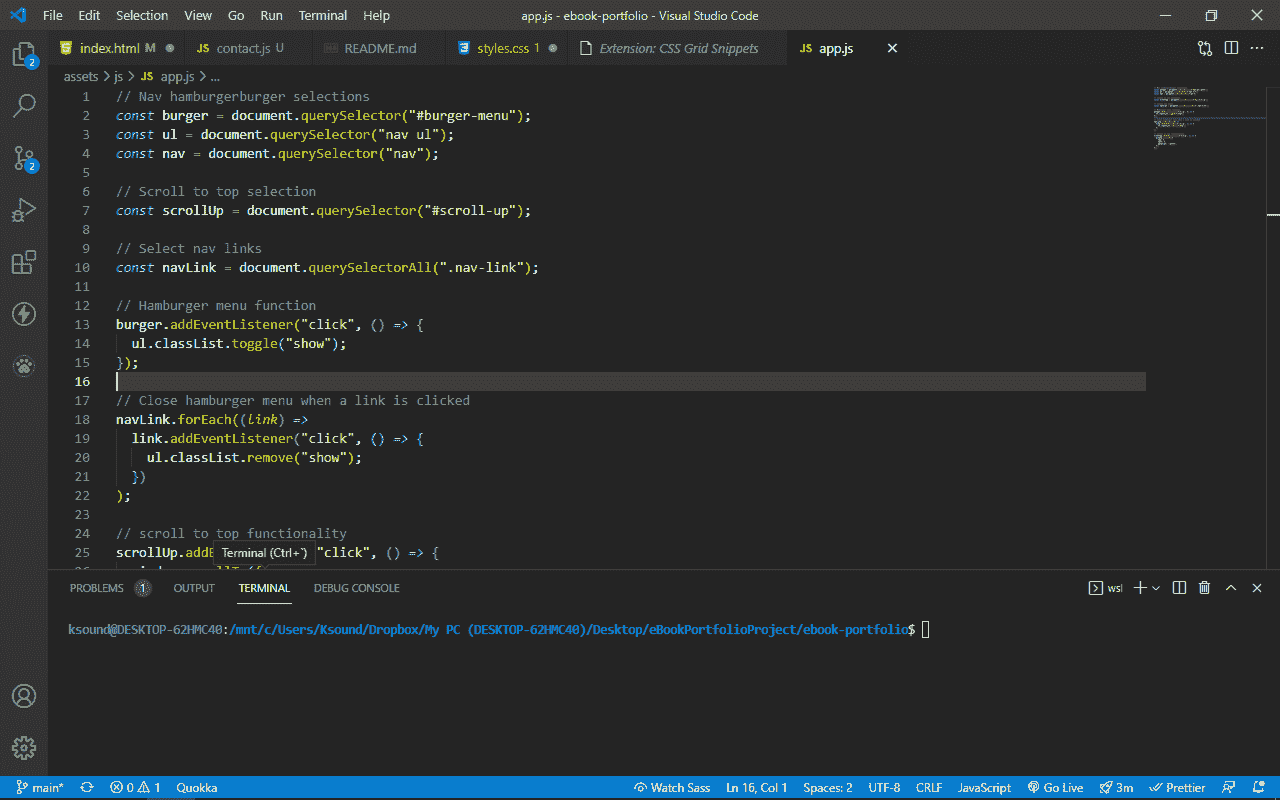 File Edit Selection View Go Run Terminal Help app.js - ebook-portfolio - Visual Studio Code
index.html M JS contact.js U README.md styles.css 1 Extension: CSS Grid Snippets JS app.js
assets > js > JS app.js > ...
1 // Nav hamburgerburger selections
2 const burger = document.querySelector("#burger-menu");
3 const ul = document.querySelector("nav ul");
4 const nav = document.querySelector("nav");
5
6 // Scroll to top selection
7 const scrollUp = document.querySelector("#scroll-up");
8
9 // Select nav links
10 const navLink = document.querySelectorAll(".nav-link");
11
12 // Hamburger menu function
13 burger.addEventListener("click", () => {
14 ul.classList.toggle("show");
15 });
16
17 // Close hamburger menu when a link is clicked
18 navLink.forEach((link) =>
19 link.addEventListener("click", () => {
20 ul.classList.remove("show");
21 })
22 );
23
24 // scroll to top functionality
25 scrollUp.addE Terminal (Ctrl+`) "click", () => {
2
2
PROBLEMS 1 OUTPUT TERMINAL DEBUG CONSOLE wsl
ksound@DESKTOP-62HMC40:/mnt/c/Users/Ksound/Dropbox/My PC (DESKTOP-62HMC40)/Desktop/eBookPortfolioProject/ebook-portfolio$
main* 0 1 Quokka Watch Sass Ln 16, Col 1 Spaces: 2 UTF-8 CRLF JavaScript Go Live 3m Prettier